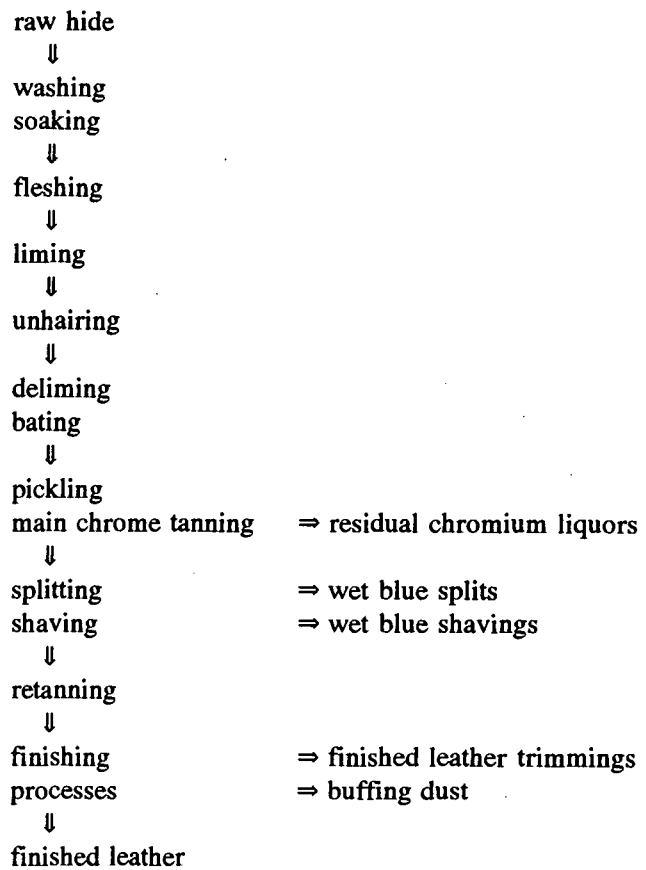 raw hide
⇓
washing
soaking
⇓
fleshing
⇓
liming
⇓
unhairing
⇓
deliming
bating
⇓
pickling
main chrome tanning ⇒ residual chromium liquors
⇓
splitting ⇒ wet blue splits
shaving ⇒ wet blue shavings
⇓
retanning
⇓
finishing ⇒ finished leather trimmings
processes ⇒ buffing dust
⇓
finished leather